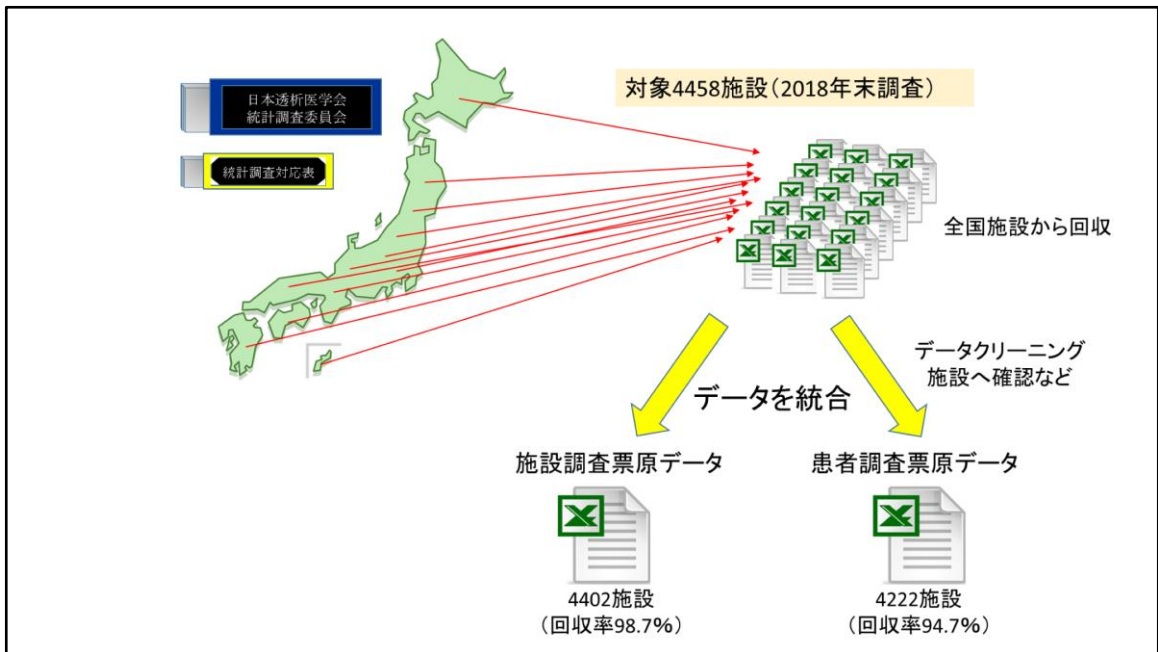 日本透析医学会
統計調査委員会
統計調査対応表
対象4458施設（2018年末調査）
全国施設から回収
データクリーニング
施設へ確認など
データを統合
施設調査票原データ
患者調査票原データ
4402施設
（回収率98.7%）
4222施設
（回収率94.7%）